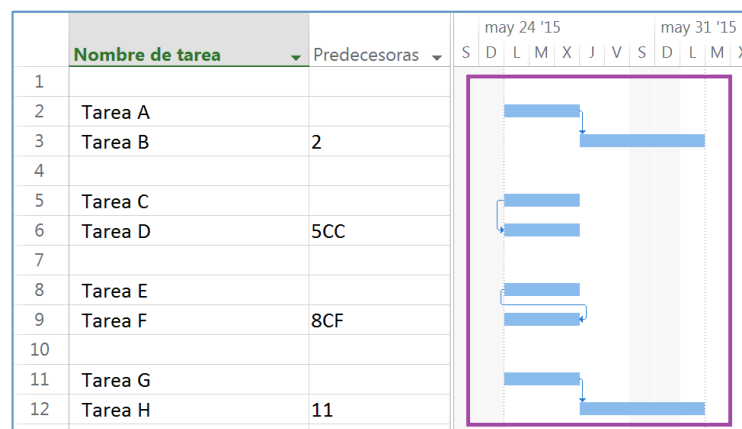 may 24 '15 may 31 '15
Nombre de tarea Predecesoras S D L M X J V S D L M X
1
2 Tarea A
3 Tarea B 2
4
5 Tarea C
6 Tarea D 5CC
7
8 Tarea E
9 Tarea F 8CF
10
11 Tarea G
12 Tarea H 11